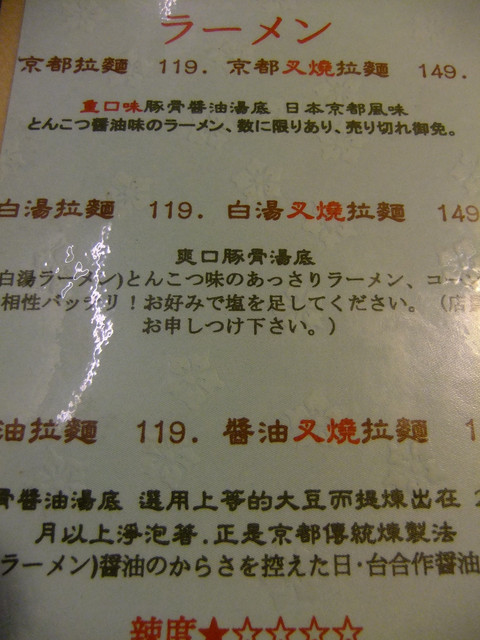 ラーメン
京都拉麵 119. 京都叉燒拉麵 149.
重口味豚骨醬油湯底 日本京都風味
とんこつ醤油味のラーメン、数に限りあり、売り切れ御免。
白湯拉麵 119. 白湯叉燒拉麵 149
爽口豚骨湯底
白湯ラーメン)とんこつ味のあっさりラーメン、コーン
相性バッチリ！お好みで塩を足してください。（店員
お申しつけ下さい。）
油拉麵 119. 醬油叉燒拉麵 1
骨醬油湯底 選用上等的大豆而提煉出在 2
月以上淨泡著.正是京都傳統煉製法
ラーメン)醤油のからさを控えた日・台合作醤油
辣度★☆☆☆☆